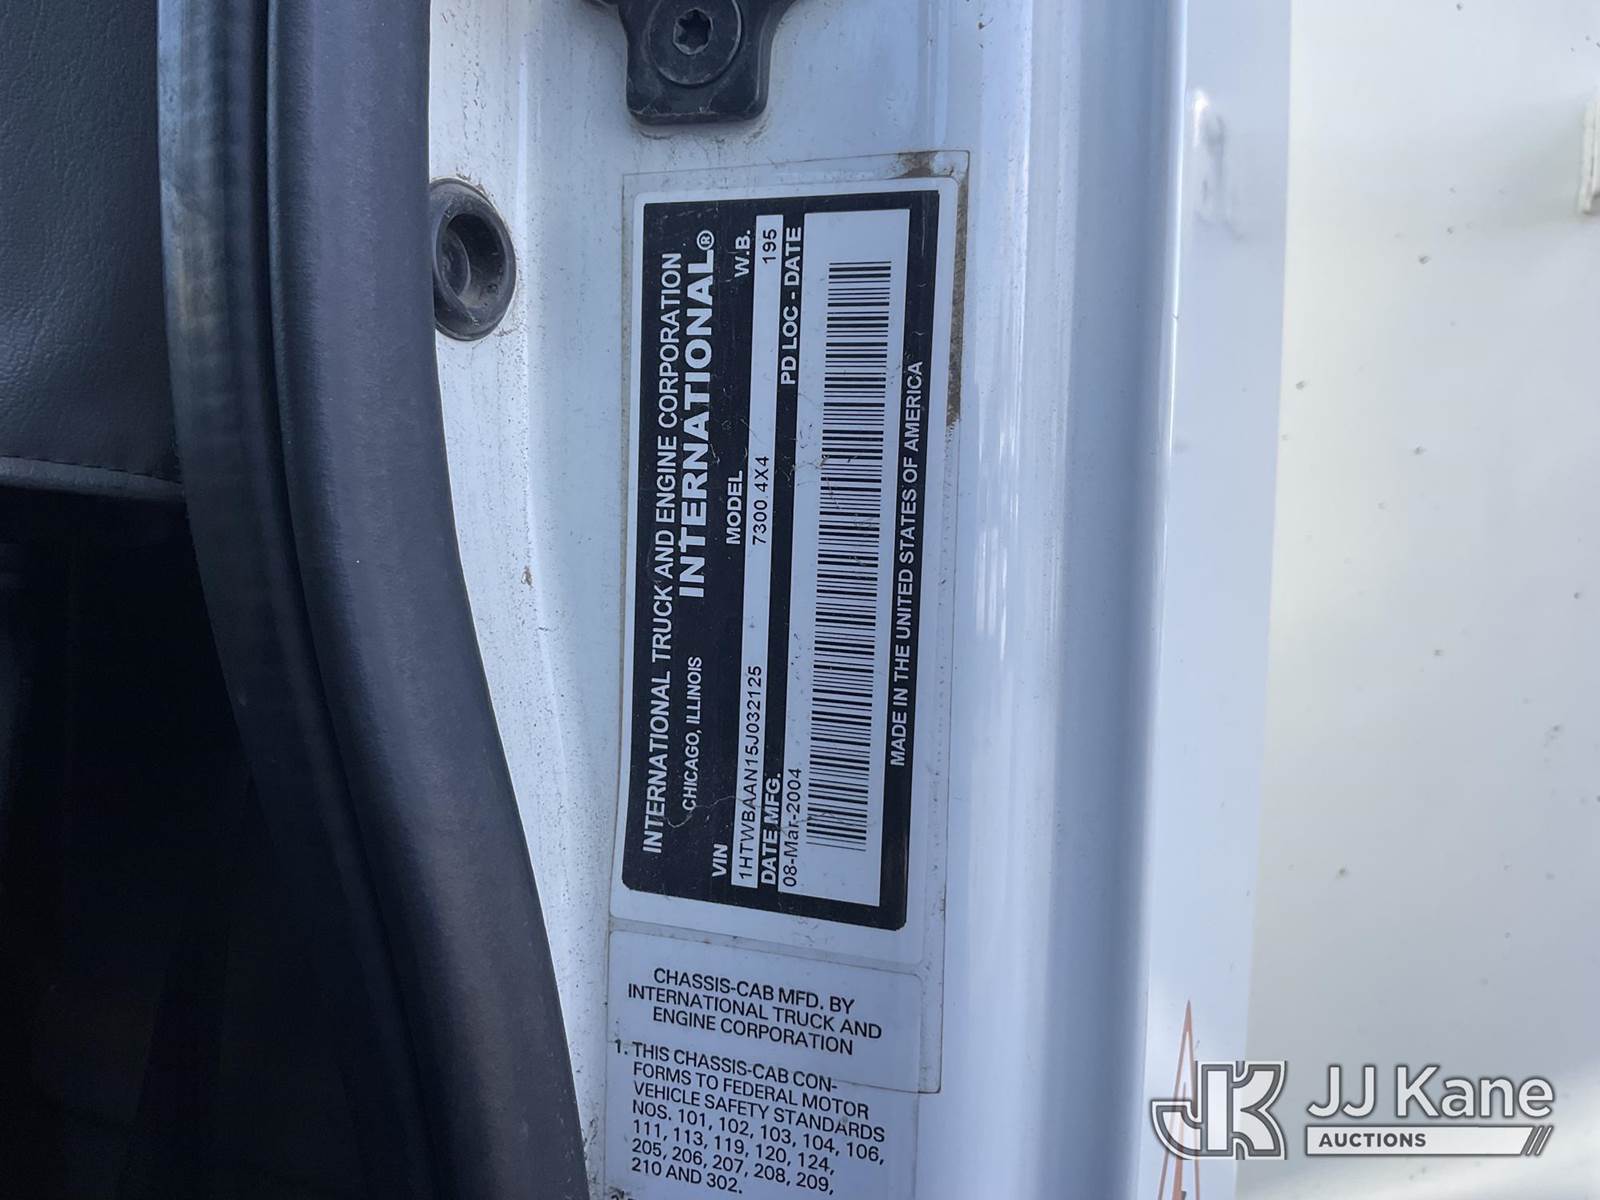 INTERNATIONAL TRUCK AND ENGINE CORPORATION
CHICAGO, ILLINOIS INTERNATIONAL®
VIN MODEL W.B.
1HTWBAAN15J032125 7300 4X4 195
DATE MFG. PD LOC - DATE
08-Mar-2004
MADE IN THE UNITED STATES OF AMERICA
CHASSIS-CAB MFD. BY
INTERNATIONAL TRUCK AND
ENGINE CORPORATION
1. THIS CHASSIS-CAB CON-
FORMS TO FEDERAL MOTOR
VEHICLE SAFETY STANDARDS
NOS. 101, 102, 103, 104, 106,
111, 113, 119, 120, 124,
205, 206, 207, 208, 209,
210 AND 302.
JK JJ Kane
AUCTIONS